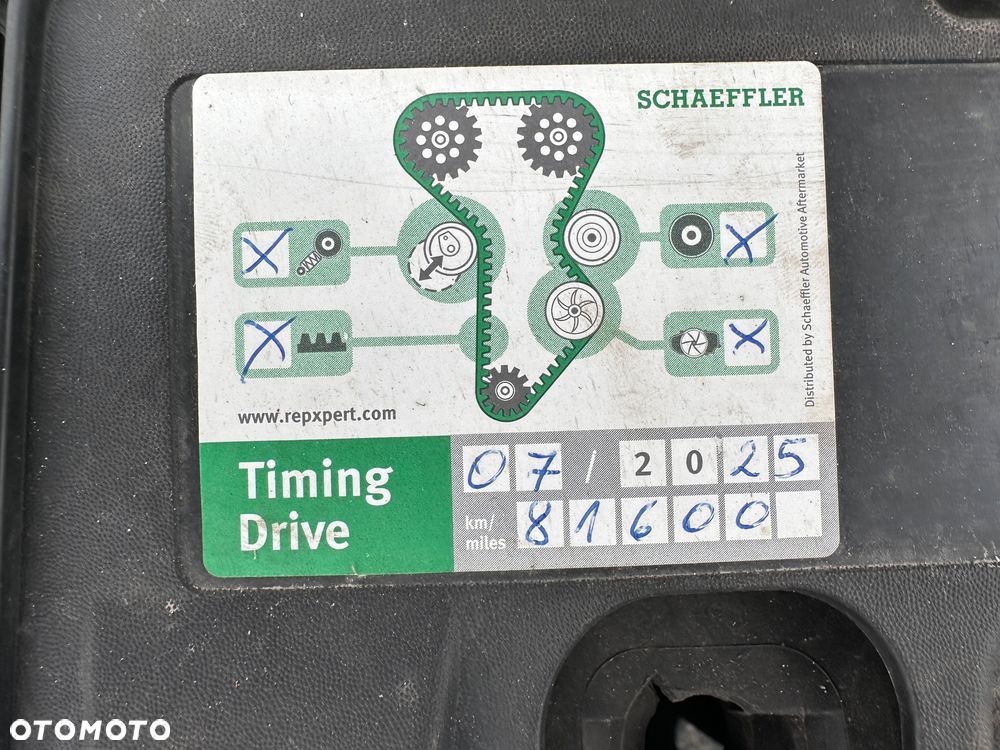 SCHAEFFLER
Distributed by Schaeffler Automotive Aftermarket
X
X
X
X
www.repxpert.com
Timing
Drive
07 / 2025
km/
miles
81600
OTOMOTO